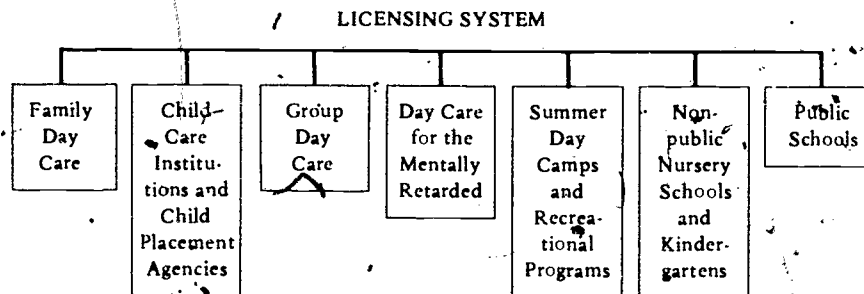 LICENSING SYSTEM
Family
Day
Care
Child
Care
Institu-
tions and
Child
Placement
Agencies
Group
Day
Care
Day Care
for the
Mentally
Retarded
Summer
Day
Camps
and
Recrea-
tional
Programs
Non-
public
Nursery
Schools
and
Kinder-
gartens
Public
Schools